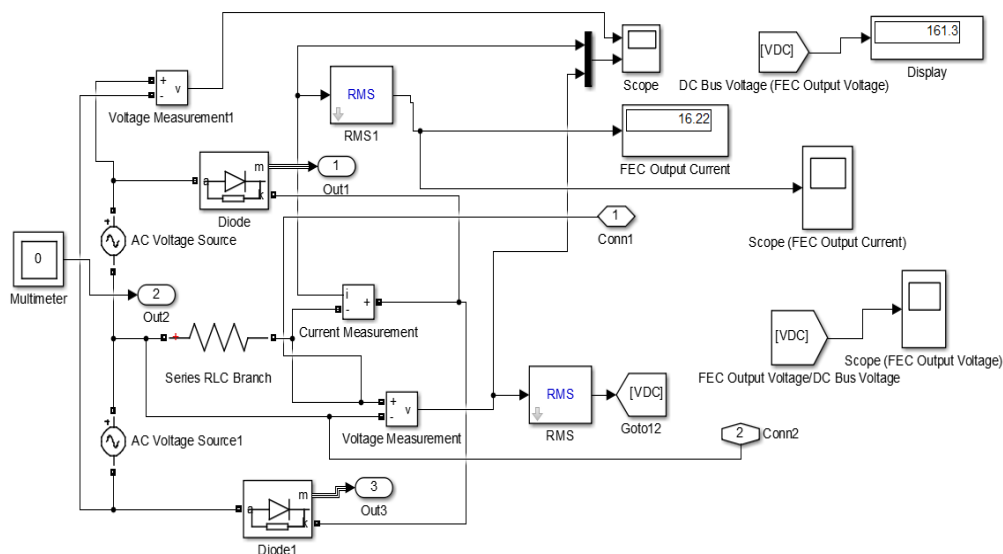 +
-
v
Voltage Measurement1
RMS
RMS1
Scope
[VDC]
161.3
DC Bus Voltage (FEC Output Voltage)
Display
16.22
FEC Output Current
a
m
k
Diode
1
Out1
1
Conn1
Scope (FEC Output Current)
+
AC Voltage Source
0
Multimeter
2
Out2
+
Series RLC Branch
i
-
+
Current Measurement
[VDC]
Scope (FEC Output Voltage)
FEC Output Voltage/DC Bus Voltage
+
-
v
Voltage Measurement
RMS
RMS
[VDC]
Goto12
+
AC Voltage Source1
2
Conn2
a
m
k
Diode1
3
Out3